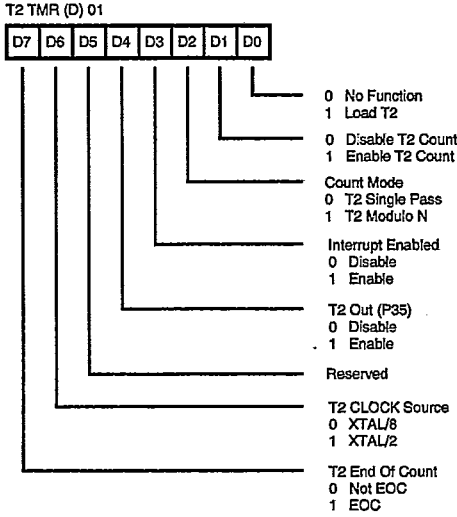 T2 TMR (D) 01
D7 D6 D5 D4 D3 D2 D1 D0
0 No Function
1 Load T2
0 Disable T2 Count
1 Enable T2 Count
Count Mode
0 T2 Single Pass
1 T2 Modulo N
Interrupt Enabled
0 Disable
1 Enable
T2 Out (P35)
0 Disable
1 Enable
Reserved
T2 CLOCK Source
0 XTAL/8
1 XTAL/2
T2 End Of Count
0 Not EOC
1 EOC